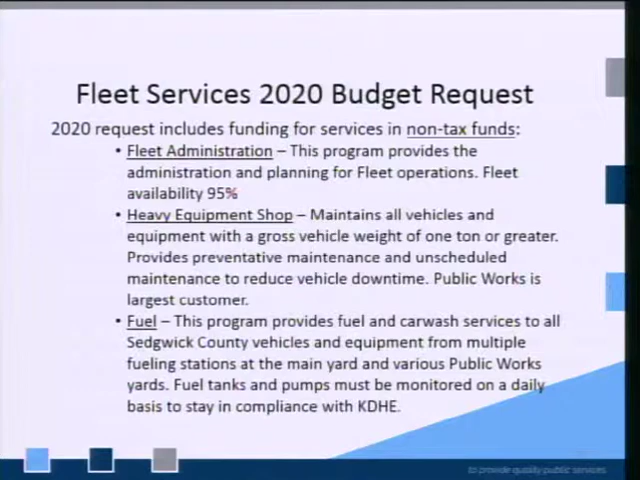 Fleet Services 2020 Budget Request
2020 request includes funding for services in non-tax funds:
• Fleet Administration – This program provides the
administration and planning for Fleet operations. Fleet
availability 95%
• Heavy Equipment Shop – Maintains all vehicles and
equipment with a gross vehicle weight of one ton or greater.
Provides preventative maintenance and unscheduled
maintenance to reduce vehicle downtime. Public Works is
largest customer.
• Fuel – This program provides fuel and carwash services to all
Sedgwick County vehicles and equipment from multiple
fueling stations at the main yard and various Public Works
yards. Fuel tanks and pumps must be monitored on a daily
basis to stay in compliance with KDHE.
to provide quality public services